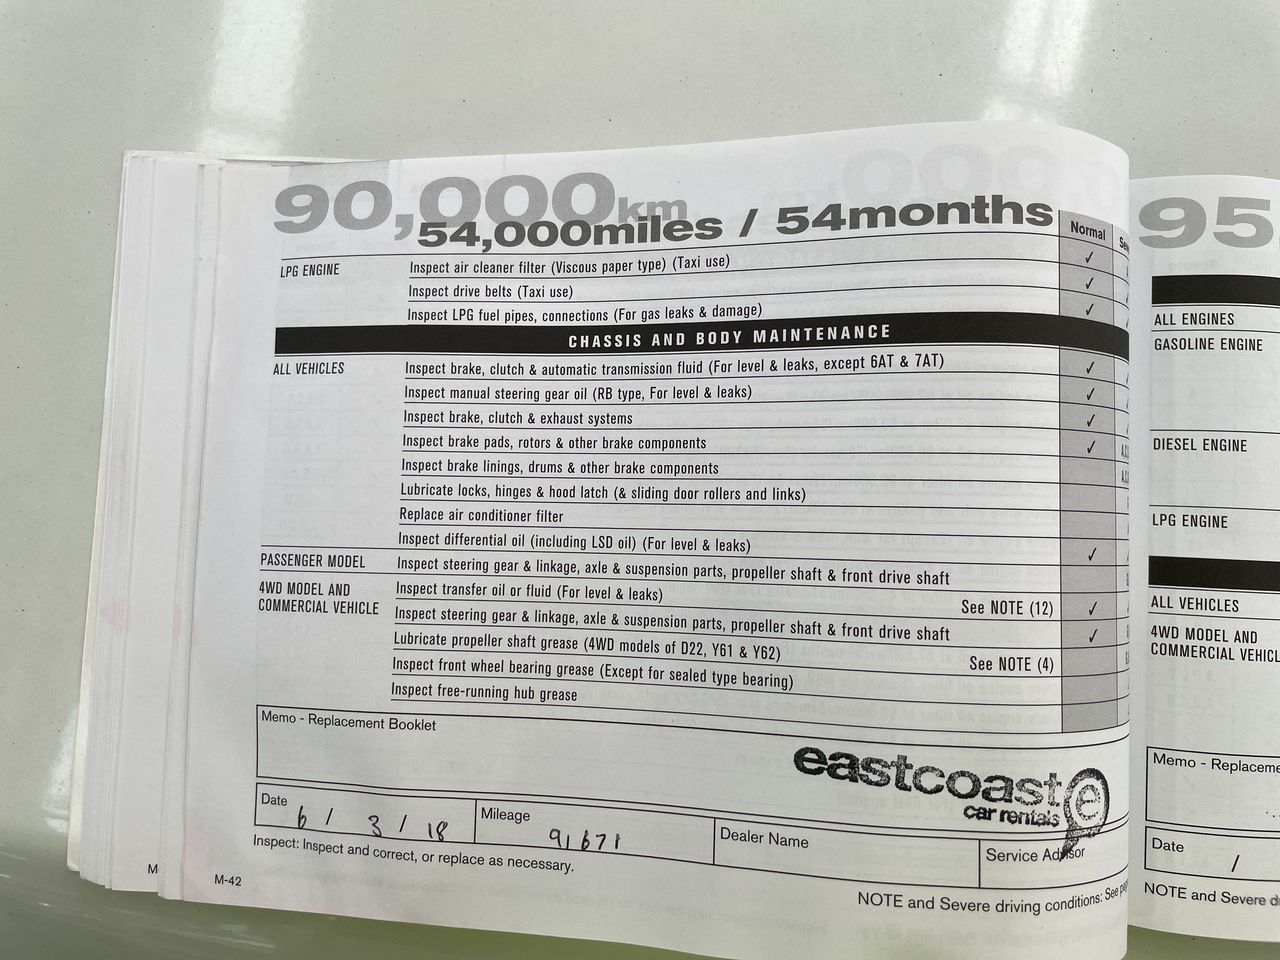 90,000km
54,000miles / 54months
Normal
LPG ENGINE Inspect air cleaner filter (Viscous paper type) (Taxi use) ✓
Inspect drive belts (Taxi use) ✓
Inspect LPG fuel pipes, connections (For gas leaks & damage) ✓
CHASSIS AND BODY MAINTENANCE
ALL VEHICLES Inspect brake, clutch & automatic transmission fluid (For level & leaks, except 6AT & 7AT) ✓
Inspect manual steering gear oil (RB type, For level & leaks) ✓
Inspect brake, clutch & exhaust systems ✓
Inspect brake pads, rotors & other brake components ✓
Inspect brake linings, drums & other brake components
Lubricate locks, hinges & hood latch (& sliding door rollers and links)
Replace air conditioner filter
Inspect differential oil (including LSD oil) (For level & leaks) ✓
PASSENGER MODEL Inspect steering gear & linkage, axle & suspension parts, propeller shaft & front drive shaft
4WD MODEL AND Inspect transfer oil or fluid (For level & leaks) See NOTE (12) ✓
COMMERCIAL VEHICLE Inspect steering gear & linkage, axle & suspension parts, propeller shaft & front drive shaft ✓
Lubricate propeller shaft grease (4WD models of D22, Y61 & Y62) See NOTE (4)
Inspect front wheel bearing grease (Except for sealed type bearing)
Inspect free-running hub grease
Memo - Replacement Booklet
eastcoast e
car rentals
Date 6 / 3 / 18 Mileage 91671 Dealer Name Service Advisor
Inspect: Inspect and correct, or replace as necessary.
M-42
NOTE and Severe driving conditions: See
M
95
ALL ENGINES
GASOLINE ENGINE
DIESEL ENGINE
LPG ENGINE
ALL VEHICLES
4WD MODEL AND
COMMERCIAL
Memo - Replaceme
Date /
NOTE and Severe d